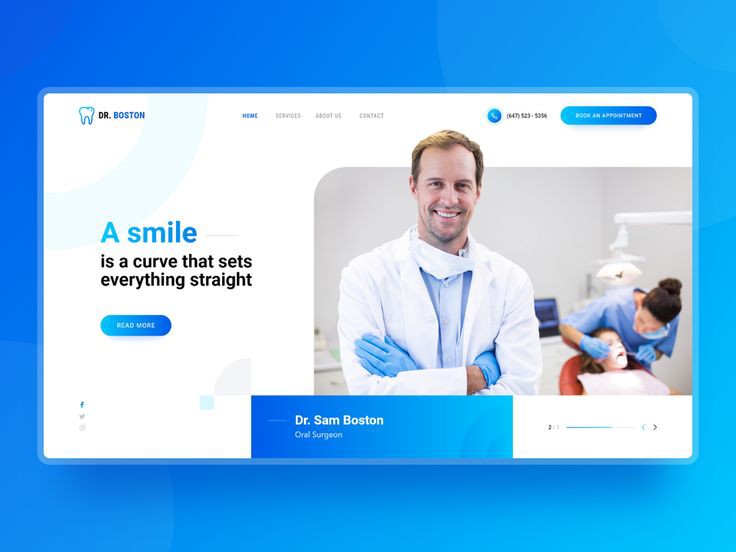 DR. BOSTON
HOME
SERVICES
ABOUT US
CONTACT
(647) 523 - 5356
BOOK AN APPOINTMENT
A smile
is a curve that sets
everything straight
READ MORE
Dr. Sam Boston
Oral Surgeon
2 / 3